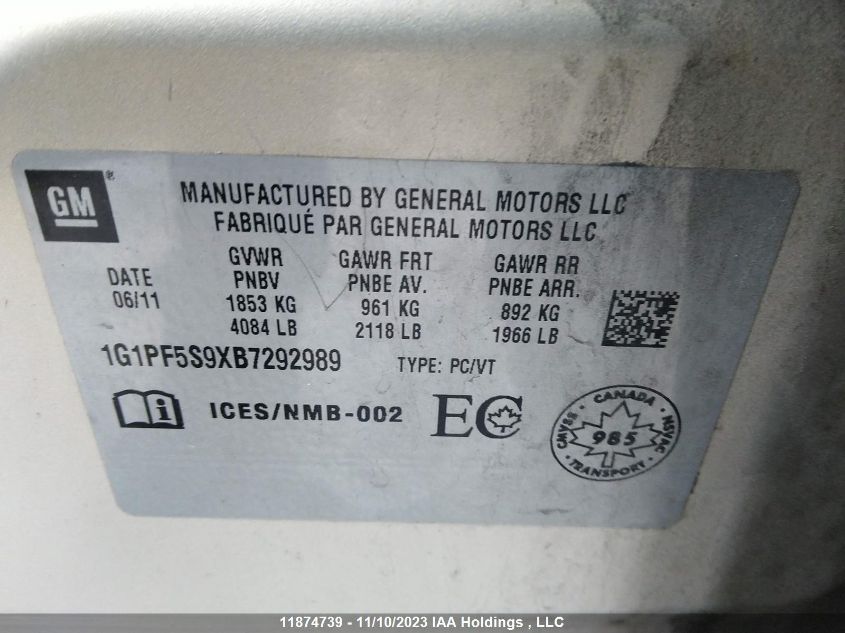 GM ®
MANUFACTURED BY GENERAL MOTORS LLC
FABRIQUÉ PAR GENERAL MOTORS LLC
DATE
06/11
GVWR
PNBV
1853 KG
4084 LB
GAWR FRT
PNBE AV.
961 KG
2118 LB
GAWR RR
PNBE ARR.
892 KG
1966 LB
1G1PF5S9XB7292989 TYPE: PC/VT
i ICES/NMB-002 EC
CANADA
CMVSS
985
NSVAC
TRANSPORT
11874739 - 11/10/2023 IAA Holdings , LLC